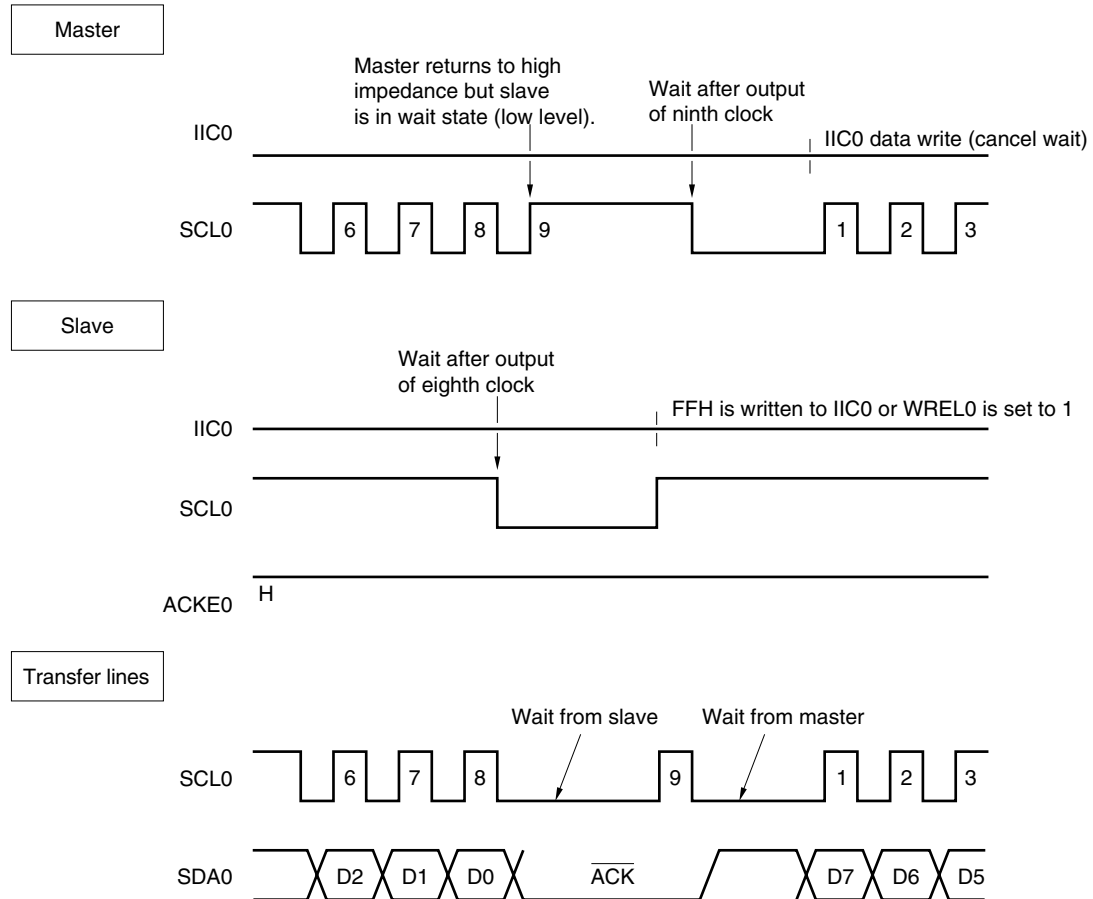 Master
Master returns to high
impedance but slave
is in wait state (low level).
Wait after output
of ninth clock
IIC0
IIC0 data write (cancel wait)
SCL0
6 7 8 9 1 2 3
Slave
Wait after output
of eighth clock
FFH is written to IIC0 or WREL0 is set to 1
IIC0
SCL0
H
ACKE0
Transfer lines
Wait from slave Wait from master
SCL0
6 7 8 9 1 2 3
SDA0
D2 D1 D0 ACK D7 D6 D5